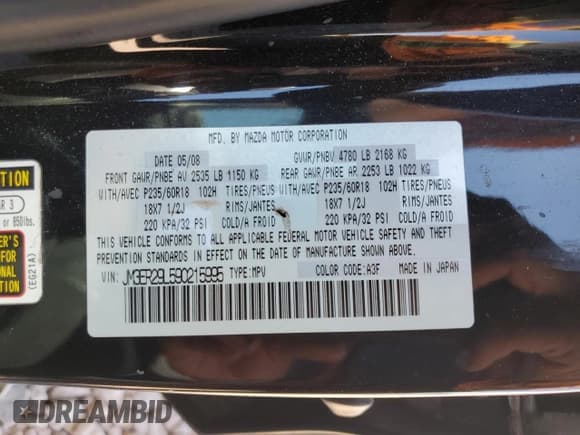 MFD. BY MAZDA MOTOR CORPORATION
DATE 05/08 GVWR/PNBV 4780 LB 2168 KG
FRONT GAWR/PNBE AV 2535 LB 1150 KG REAR GAWR/PNBE AR 2253 LB 1022 KG
WITH/AVEC P235/60R18 102H TIRES/PNEUS WITH/AVEC P235/60R18 102H TIRES/PNEUS
18X7 1/2J RIMS/JANTES 18X7 1/2J RIMS/JANTES
220 KPA/32 PSI COLD/A FROID 220 KPA/32 PSI COLD/A FROID
THIS VEHICLE CONFORMS TO ALL APPLICABLE FEDERAL MOTOR VEHICLE SAFETY AND THEFT
PREVENTION STANDARDS IN EFFECT ON THE DATE OF MANUFACTURE SHOWN ABOVE.
VIN: JM3ER29L590215995 TYPE: MPV COLOR CODE: A3F MADE IN JAPAN
TION
AR 3
or 850lbs.
(EG21A)
DREAMBID